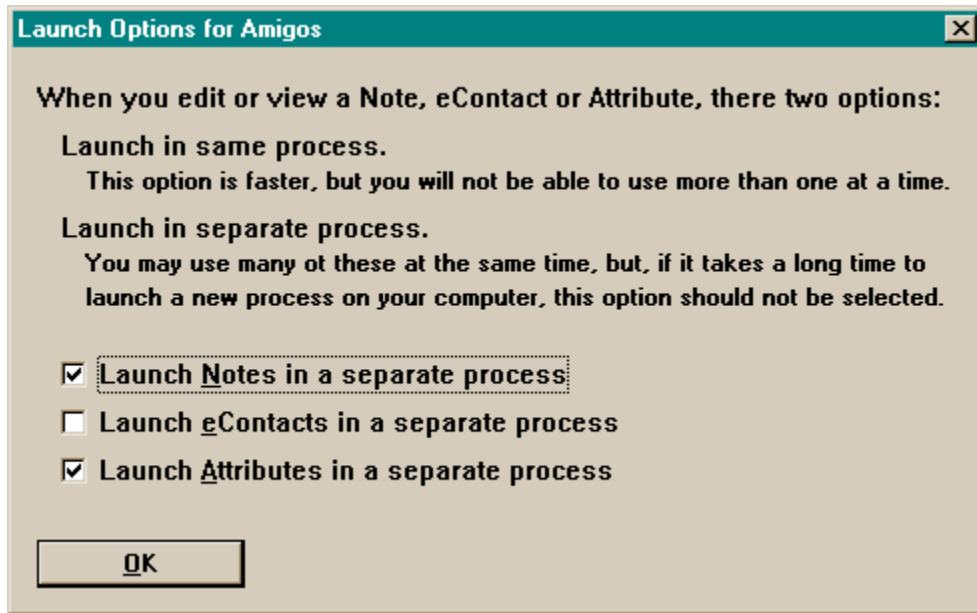 Launch Options for Amigos
When you edit or view a Note, eContact or Attribute, there two options:
Launch in same process.
This option is faster, but you will not be able to use more than one at a time.
Launch in separate process.
You may use many ot these at the same time, but, if it takes a long time to
launch a new process on your computer, this option should not be selected.
Launch Notes in a separate process
Launch eContacts in a separate process
Launch Attributes in a separate process
OK